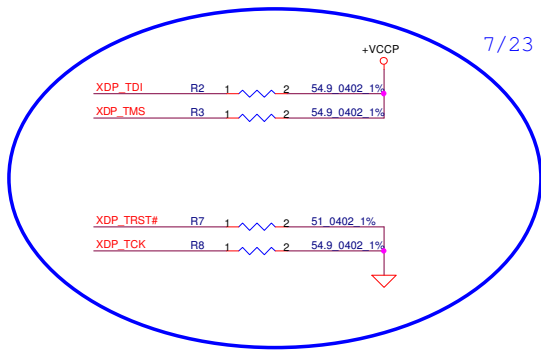 7/23
+VCCP
XDP_TDI R2 1 2 54.9_0402_1%
XDP_TMS R3 1 2 54.9_0402_1%
XDP_TRST# R7 1 2 51_0402_1%
XDP_TCK R8 1 2 54.9_0402_1%